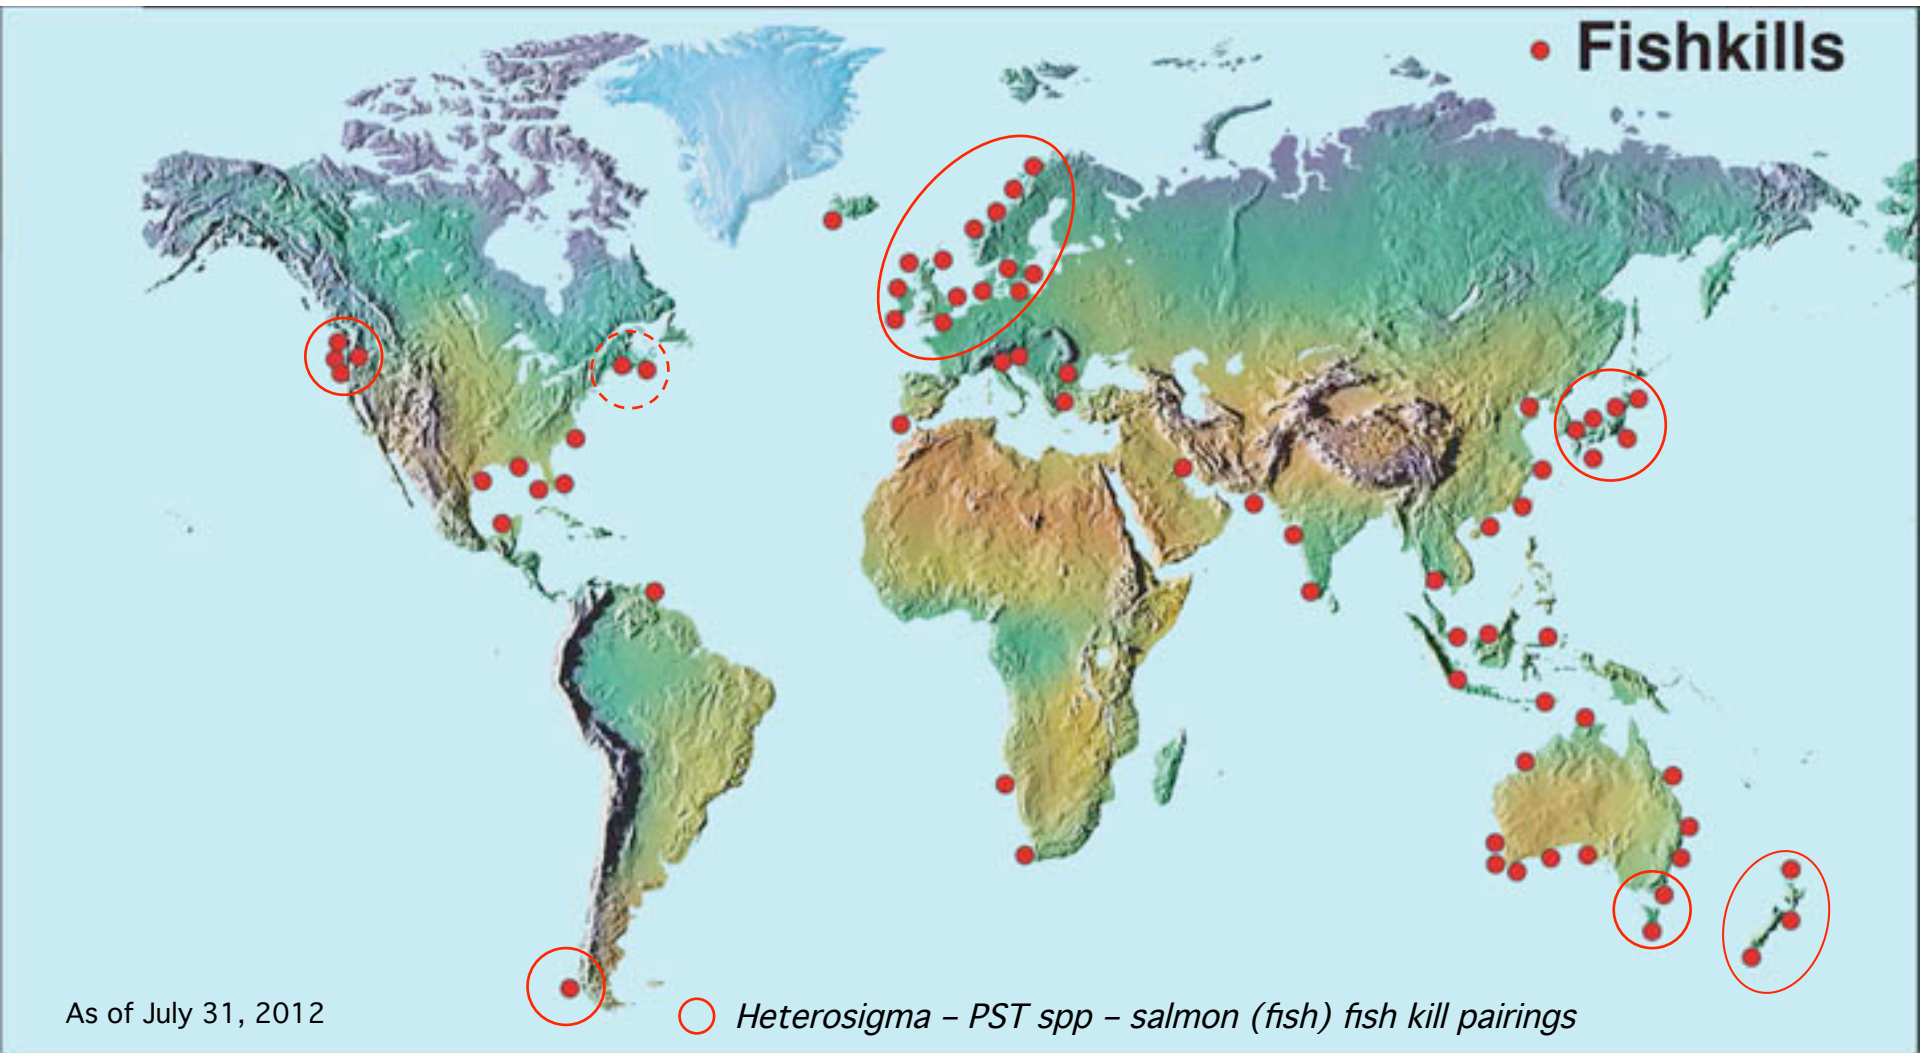 Fishkills
As of July 31, 2012
Heterosigma – PST spp – salmon (fish) fish kill pairings